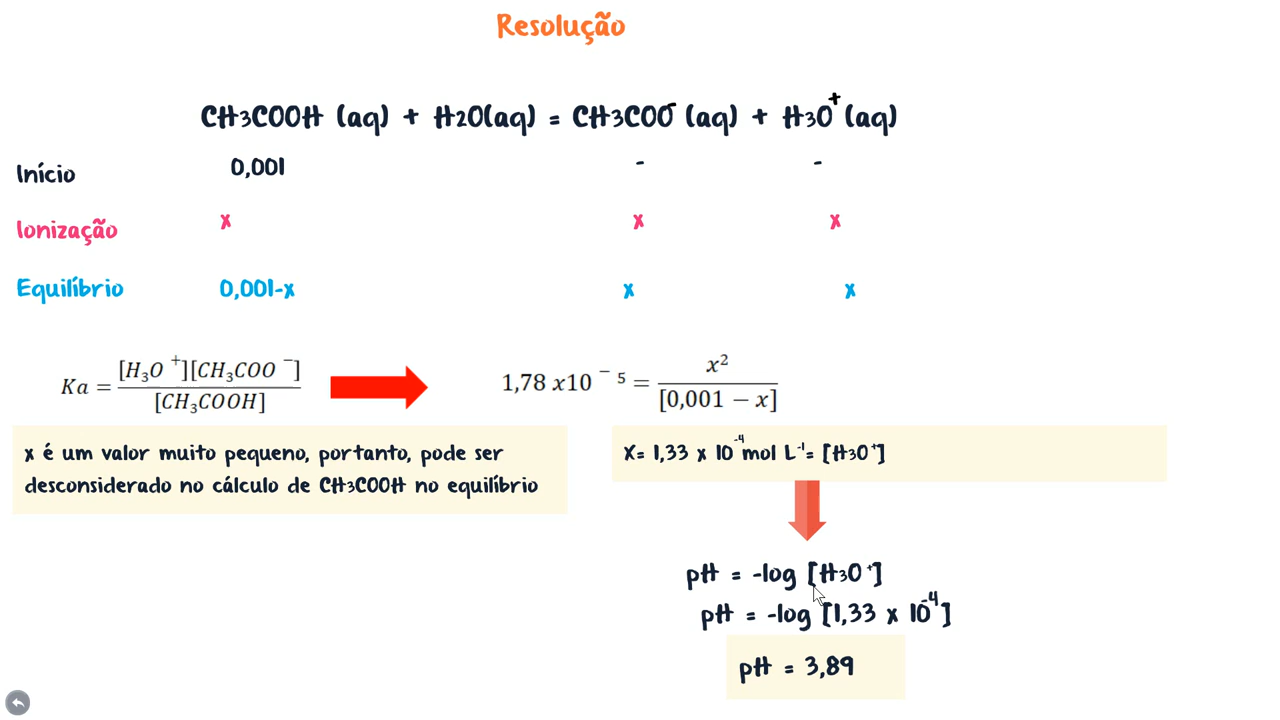 Resolução
CH3COOH (aq) + H2O(aq) = CH3COO⁻ (aq) + H3O⁺ (aq)
Início 0,001 - -
Ionização x x x
Equilíbrio 0,001-x x x
Ka = [H₃O ⁺][CH₃COO ⁻] / [CH₃COOH]
1,78 x10 ⁻ ⁵ = x² / [0,001 − x]
x é um valor muito pequeno, portanto, pode ser
desconsiderado no cálculo de CH3COOH no equilíbrio
X= 1,33 x 10⁻⁴ mol L⁻¹= [H3O⁺]
pH = -log [H3O⁺]
pH = -log [1,33 x 10⁻⁴]
pH = 3,89